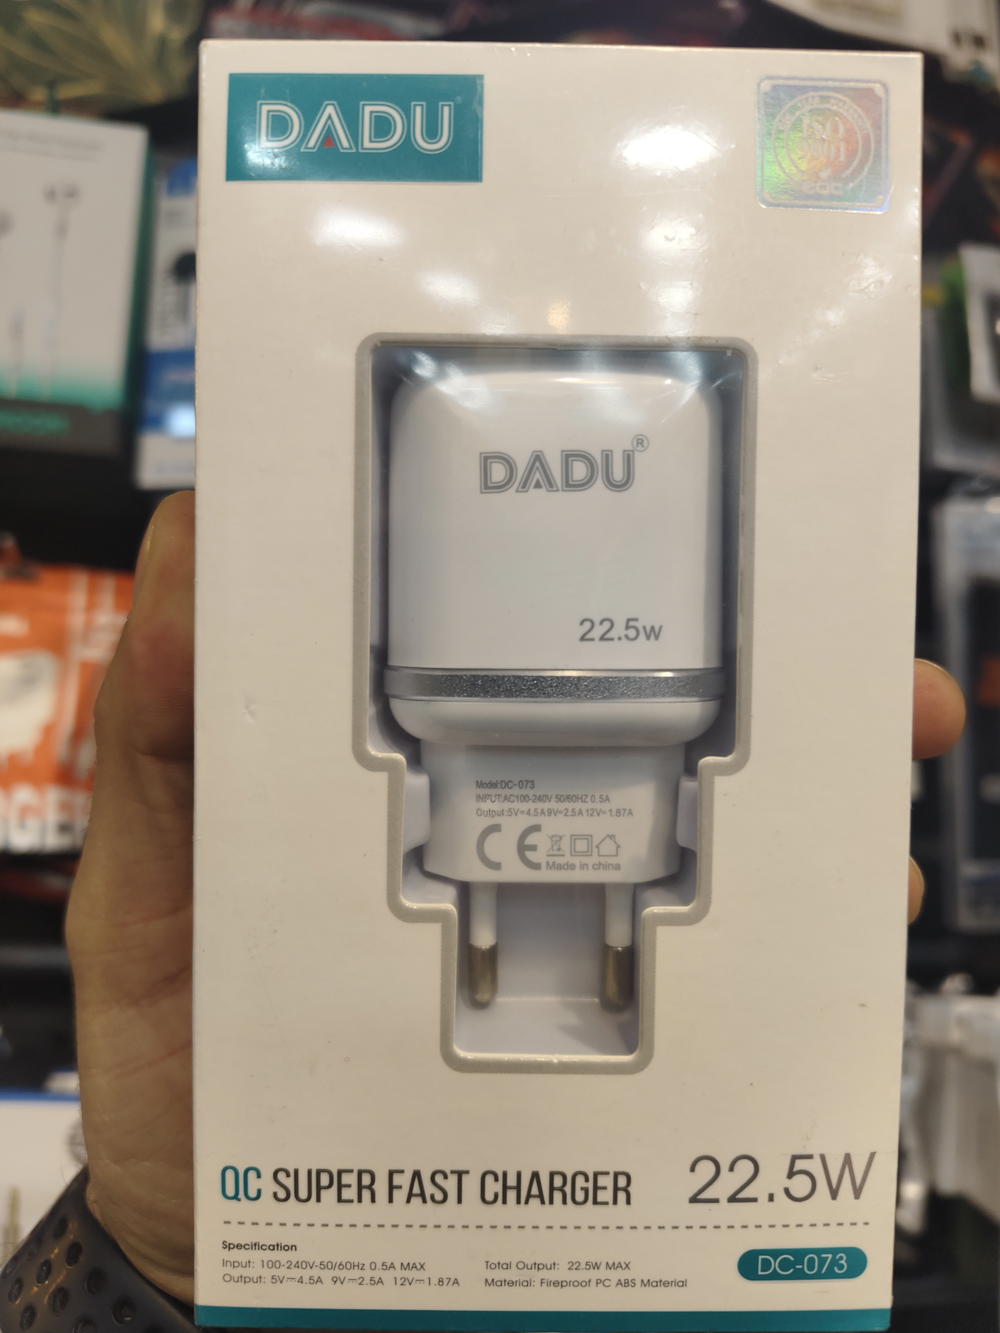 DADU
ISO
9001
DADU®
22.5w
Model:DC-073
INPUT:AC100-240V 50/60HZ 0.5A
Output:5V⎓4.5A 9V⎓2.5A 12V⎓1.87A
CE
Made in china
QC SUPER FAST CHARGER 22.5W
Specification
Input: 100-240V-50/60Hz 0.5A MAX Total Output: 22.5W MAX
Output: 5V⎓4.5A 9V⎓2.5A 12V⎓1.87A Material: Fireproof PC ABS Material
DC-073